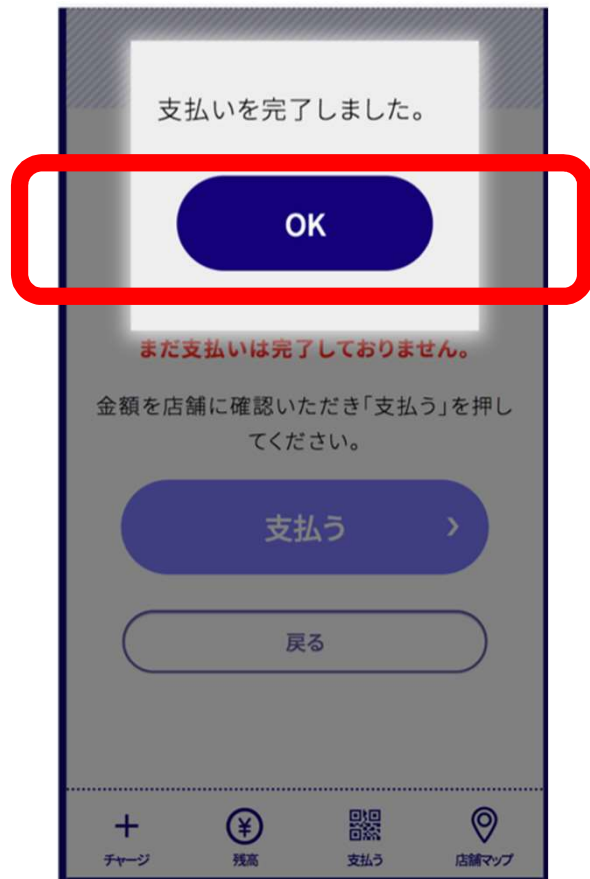 支払いを完了しました。
OK
まだ支払いは完了しておりません。
金額を店舗に確認いただき「支払う」を押し
てください。
支払う
戻る
チャージ 残高 支払う 店舗マップ